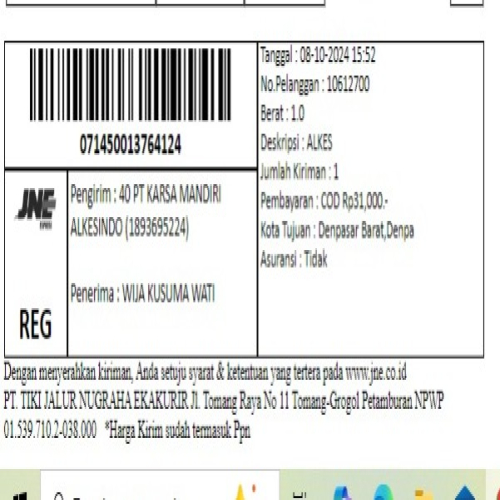 Tanggal : 08-10-2024 15:52
No.Pelanggan : 10612700
Berat : 1.0
071450013764124
Deskripsi : ALKES
Jumlah Kiriman : 1
JNE
EXPRESS
Pengirim : 40 PT KARSA MANDIRI
ALKESINDO (1893695224)
Pembayaran : COD Rp31,000.-
Kota Tujuan : Denpasar Barat,Denpa
Asuransi : Tidak
Penerima : WIJA KUSUMA WATI
REG
Dengan menyerahkan kiriman, Anda setuju syarat & ketentuan yang tertera pada www.jne.co.id
PT. TIKI JALUR NUGRAHA EKAKURIR Jl. Tomang Raya No 11 Tomang-Grogol Petamburan NPWP
01.539.710.2-038.000 *Harga Kirim sudah termasuk Ppn